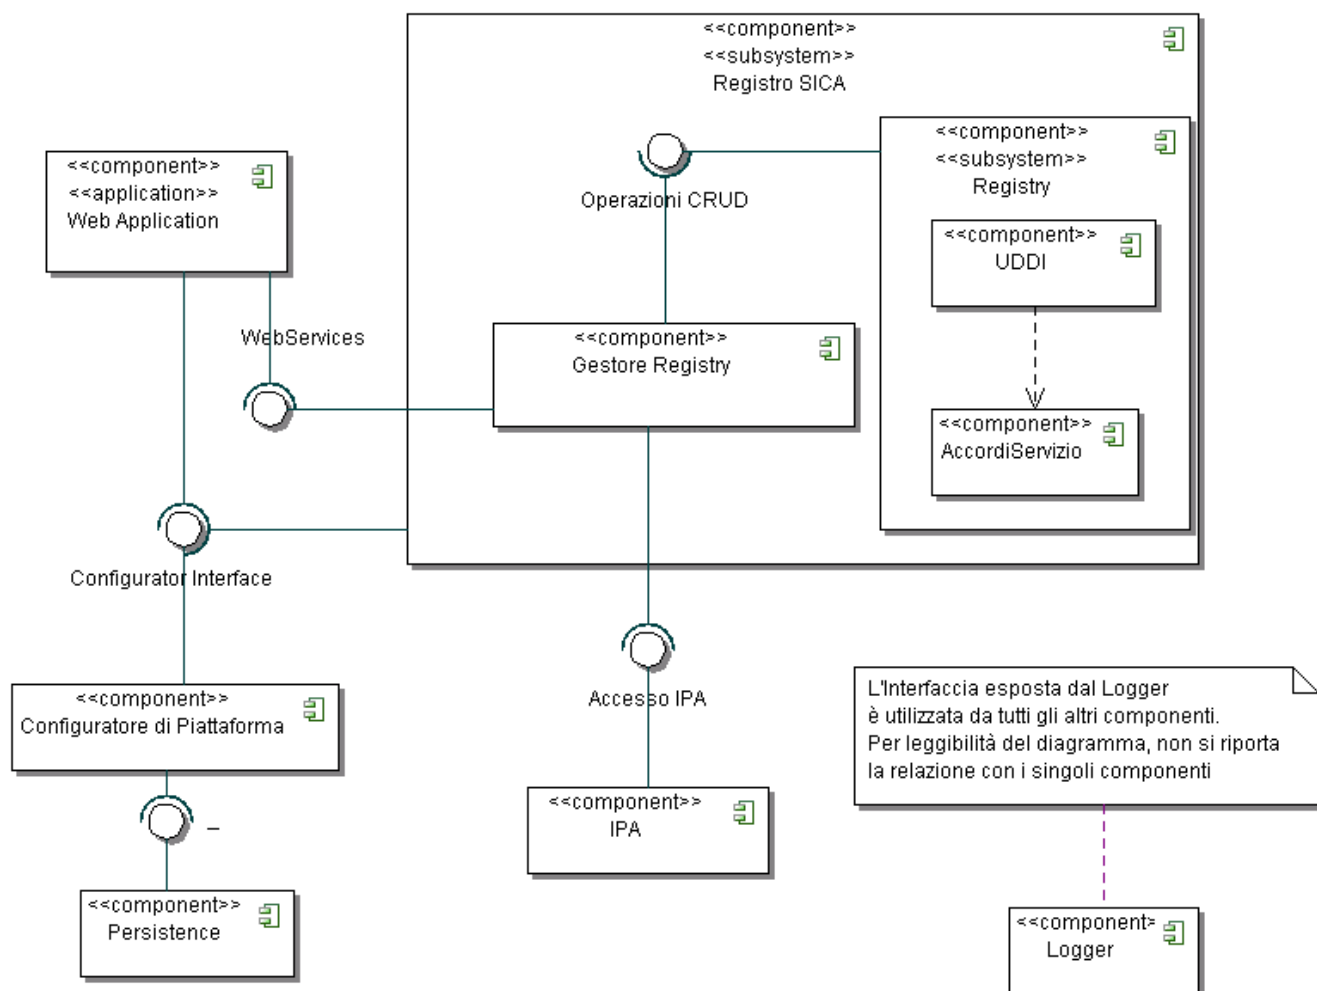 <<component>>
<<subsystem>>
Registro SICA
<<component>>
<<application>>
Web Application
Operazioni CRUD
<<component>>
<<subsystem>>
Registry
<<component>>
UDDI
WebServices
<<component>>
Gestore Registry
<<component>>
AccordiServizio
Configurator Interface
<<component>>
Configuratore di Piattaforma
Accesso IPA
L'Interfaccia esposta dal Logger
è utilizzata da tutti gli altri componenti.
Per leggibilità del diagramma, non si riporta
la relazione con i singoli componenti
_
<<component>>
IPA
<<component>>
Persistence
<<component>
Logger